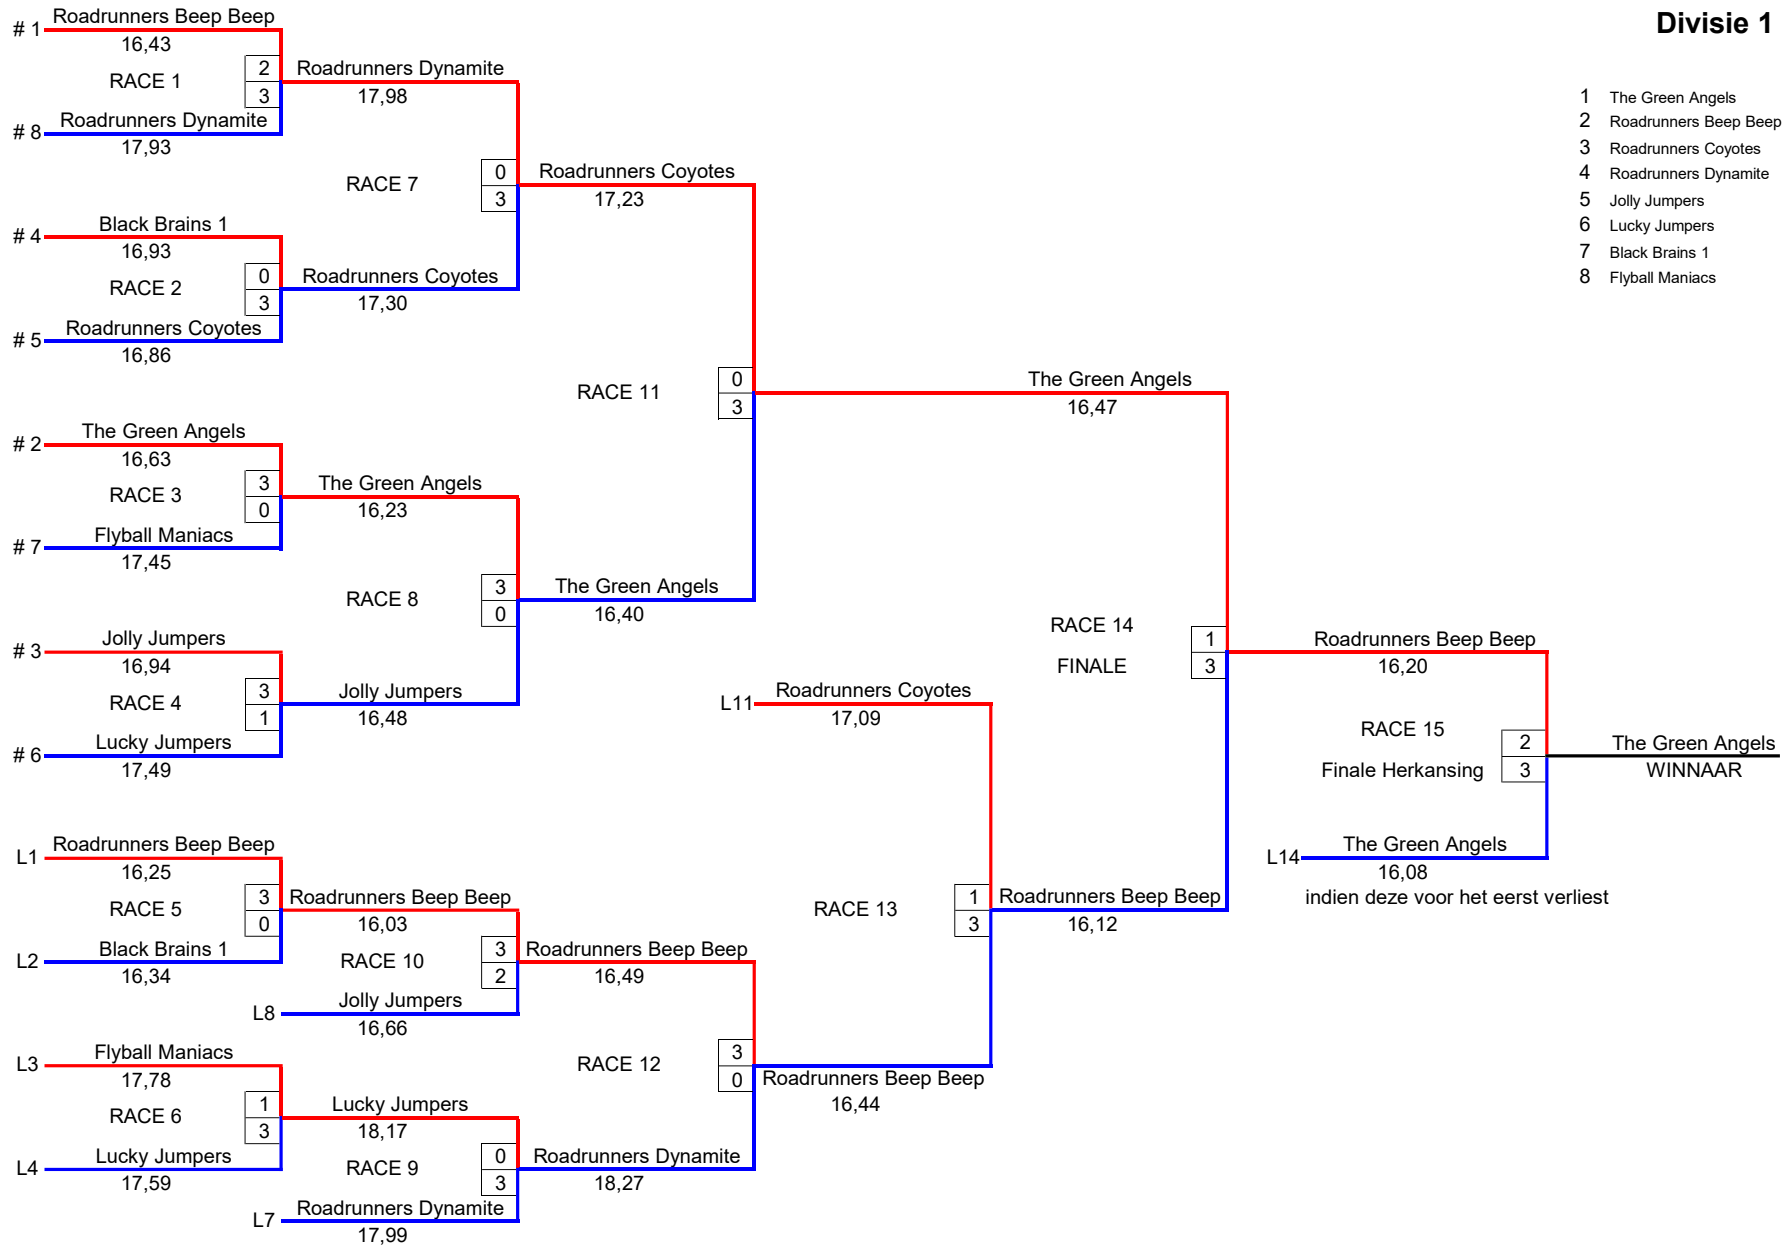 Divisie 1
1 The Green Angels
2 Roadrunners Beep Beep
3 Roadrunners Coyotes
4 Roadrunners Dynamite
5 Jolly Jumpers
6 Lucky Jumpers
7 Black Brains 1
8 Flyball Maniacs
# 1 Roadrunners Beep Beep
16,43
RACE 1
2
3
# 8 Roadrunners Dynamite
17,93
# 4 Black Brains 1
16,93
RACE 2
0
3
# 5 Roadrunners Coyotes
16,86
# 2 The Green Angels
16,63
RACE 3
3
0
# 7 Flyball Maniacs
17,45
# 3 Jolly Jumpers
16,94
RACE 4
3
1
# 6 Lucky Jumpers
17,49
L1 Roadrunners Beep Beep
16,25
RACE 5
3
0
L2 Black Brains 1
16,34
L3 Flyball Maniacs
17,78
RACE 6
1
3
L4 Lucky Jumpers
17,59
Roadrunners Dynamite
17,98
RACE 7
0
3
Roadrunners Coyotes
17,30
The Green Angels
16,23
RACE 8
3
0
Jolly Jumpers
16,48
Roadrunners Beep Beep
16,03
RACE 10
3
2
L8 Jolly Jumpers
16,66
Lucky Jumpers
18,17
RACE 9
0
3
L7 Roadrunners Dynamite
17,99
Roadrunners Coyotes
17,23
RACE 11
0
3
The Green Angels
16,40
Roadrunners Beep Beep
16,49
RACE 12
3
0
Roadrunners Dynamite
18,27
L11 Roadrunners Coyotes
17,09
RACE 13
1
3
Roadrunners Beep Beep
16,44
The Green Angels
16,47
RACE 14
FINALE
1
3
Roadrunners Beep Beep
16,12
Roadrunners Beep Beep
16,20
RACE 15
Finale Herkansing
2
3
L14 The Green Angels
16,08
indien deze voor het eerst verliest
The Green Angels
WINNAAR